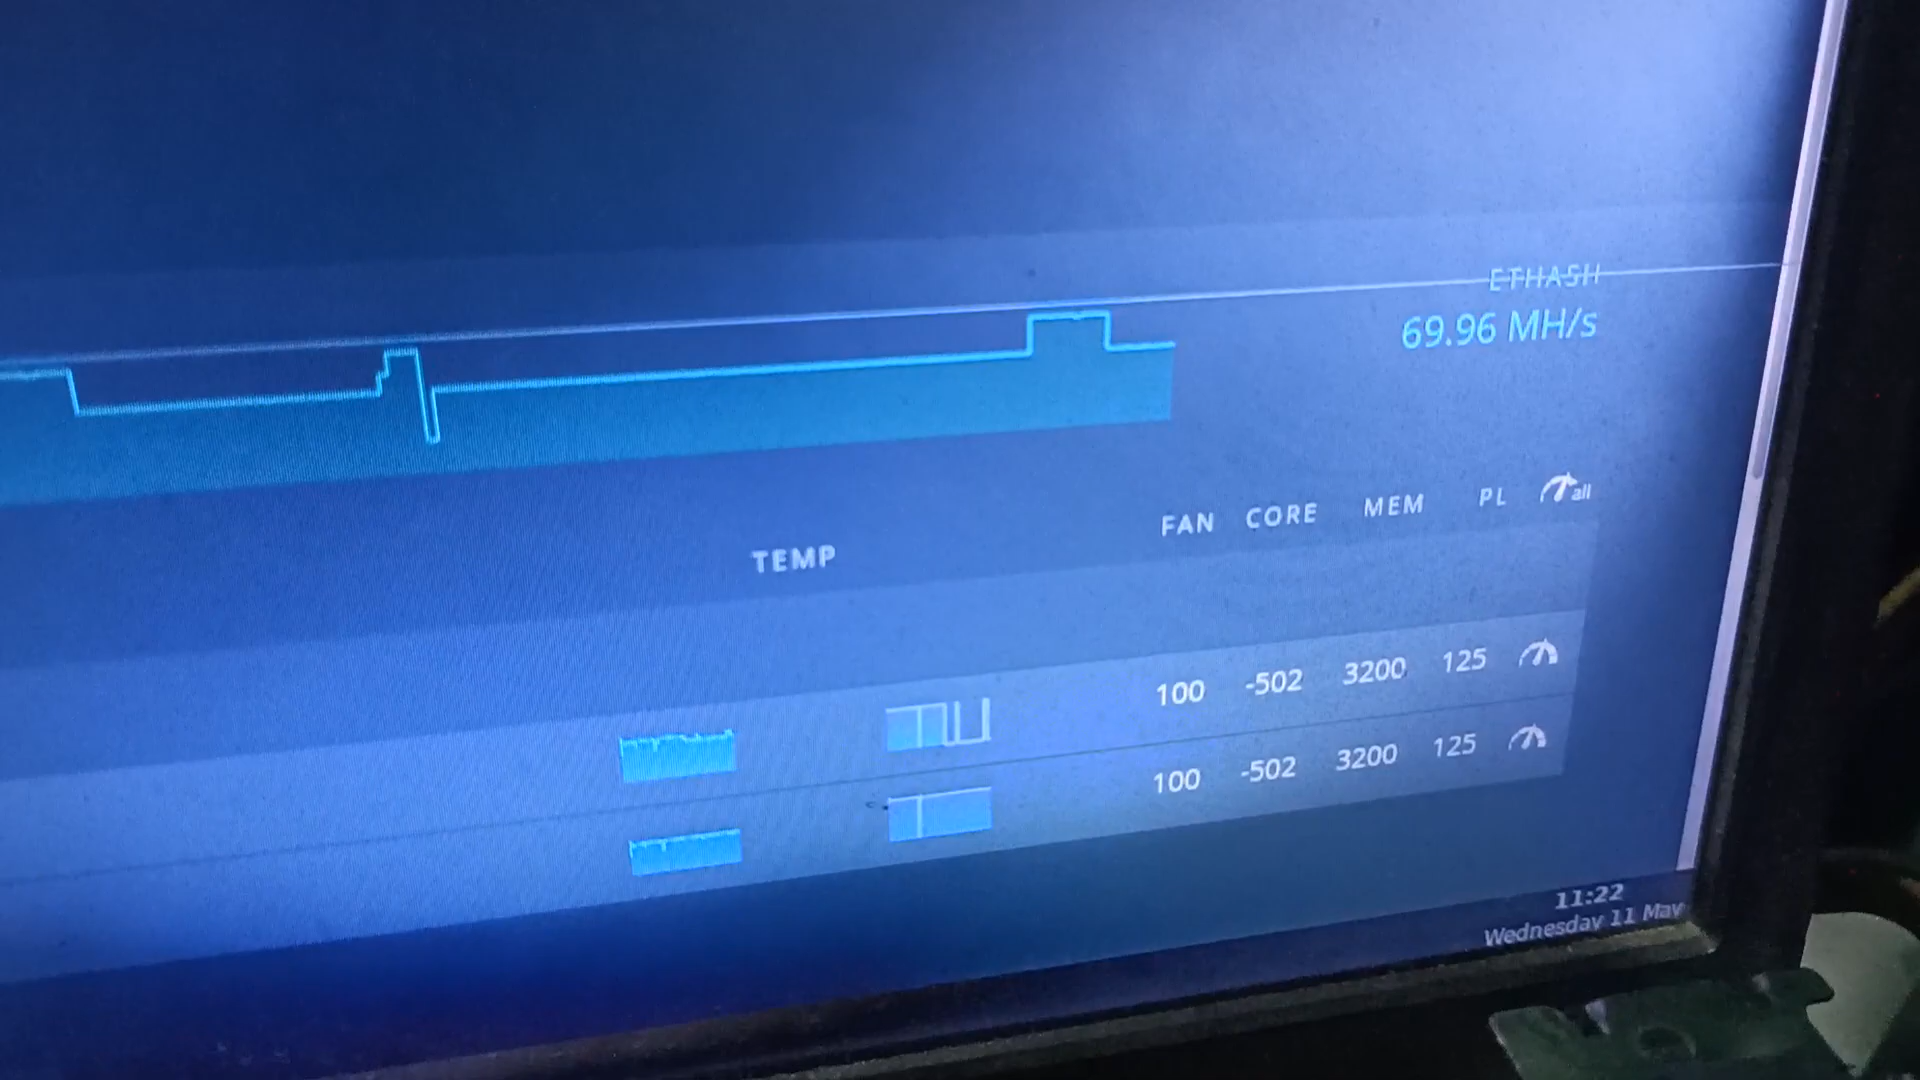 ETHASH
69.96 MH/s
TEMP FAN CORE MEM PL all
100 -502 3200 125
100 -502 3200 125
11:22
Wednesday 11 May